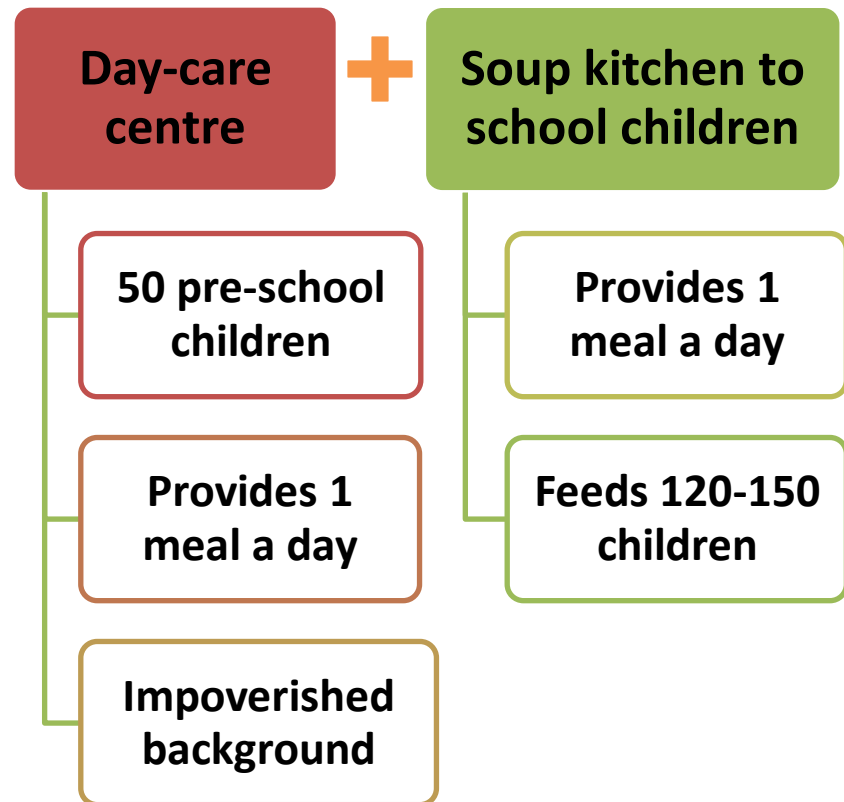 Day-care
centre
Soup kitchen to
school children
50 pre-school
children
Provides 1
meal a day
Impoverished
background
Provides 1
meal a day
Feeds 120-150
children